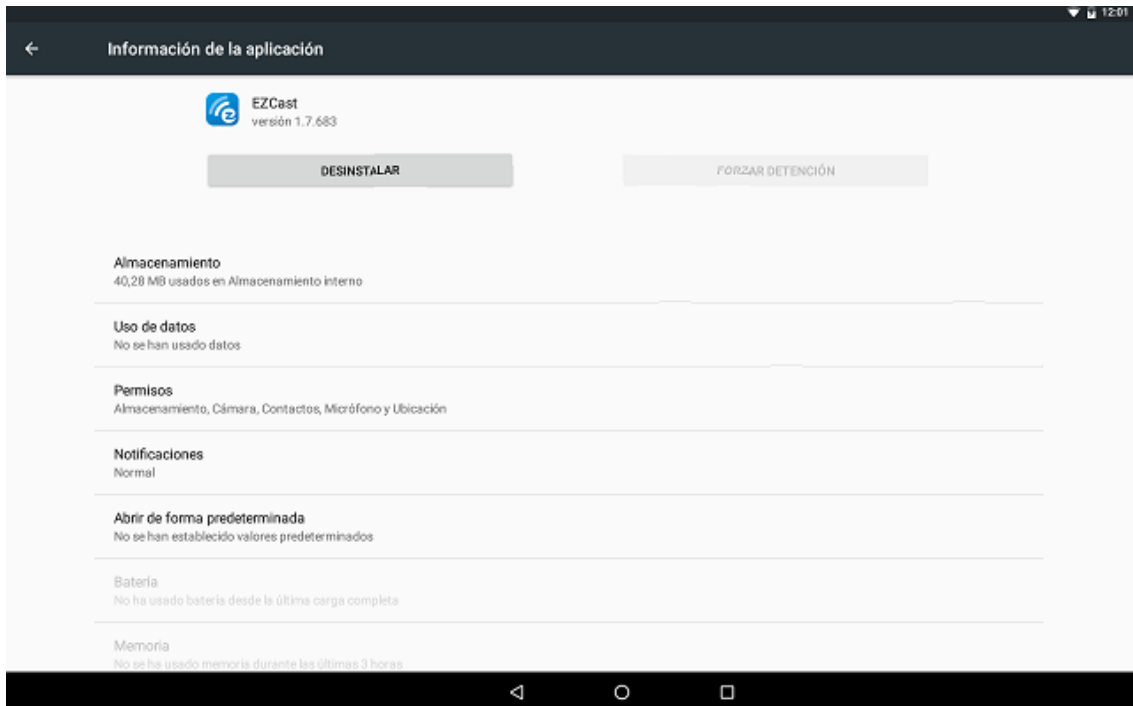 12:01
Información de la aplicación
EZCast
versión 1.7.683
DESINSTALAR
FORZAR DETENCIÓN
Almacenamiento
40,28 MB usados en Almacenamiento interno
Uso de datos
No se han usado datos
Permisos
Almacenamiento, Cámara, Contactos, Micrófono y Ubicación
Notificaciones
Normal
Abrir de forma predeterminada
No se han establecido valores predeterminados
Batería
No ha usado batería desde la última carga completa
Memoria
No se ha usado memoria durante las últimas 3 horas